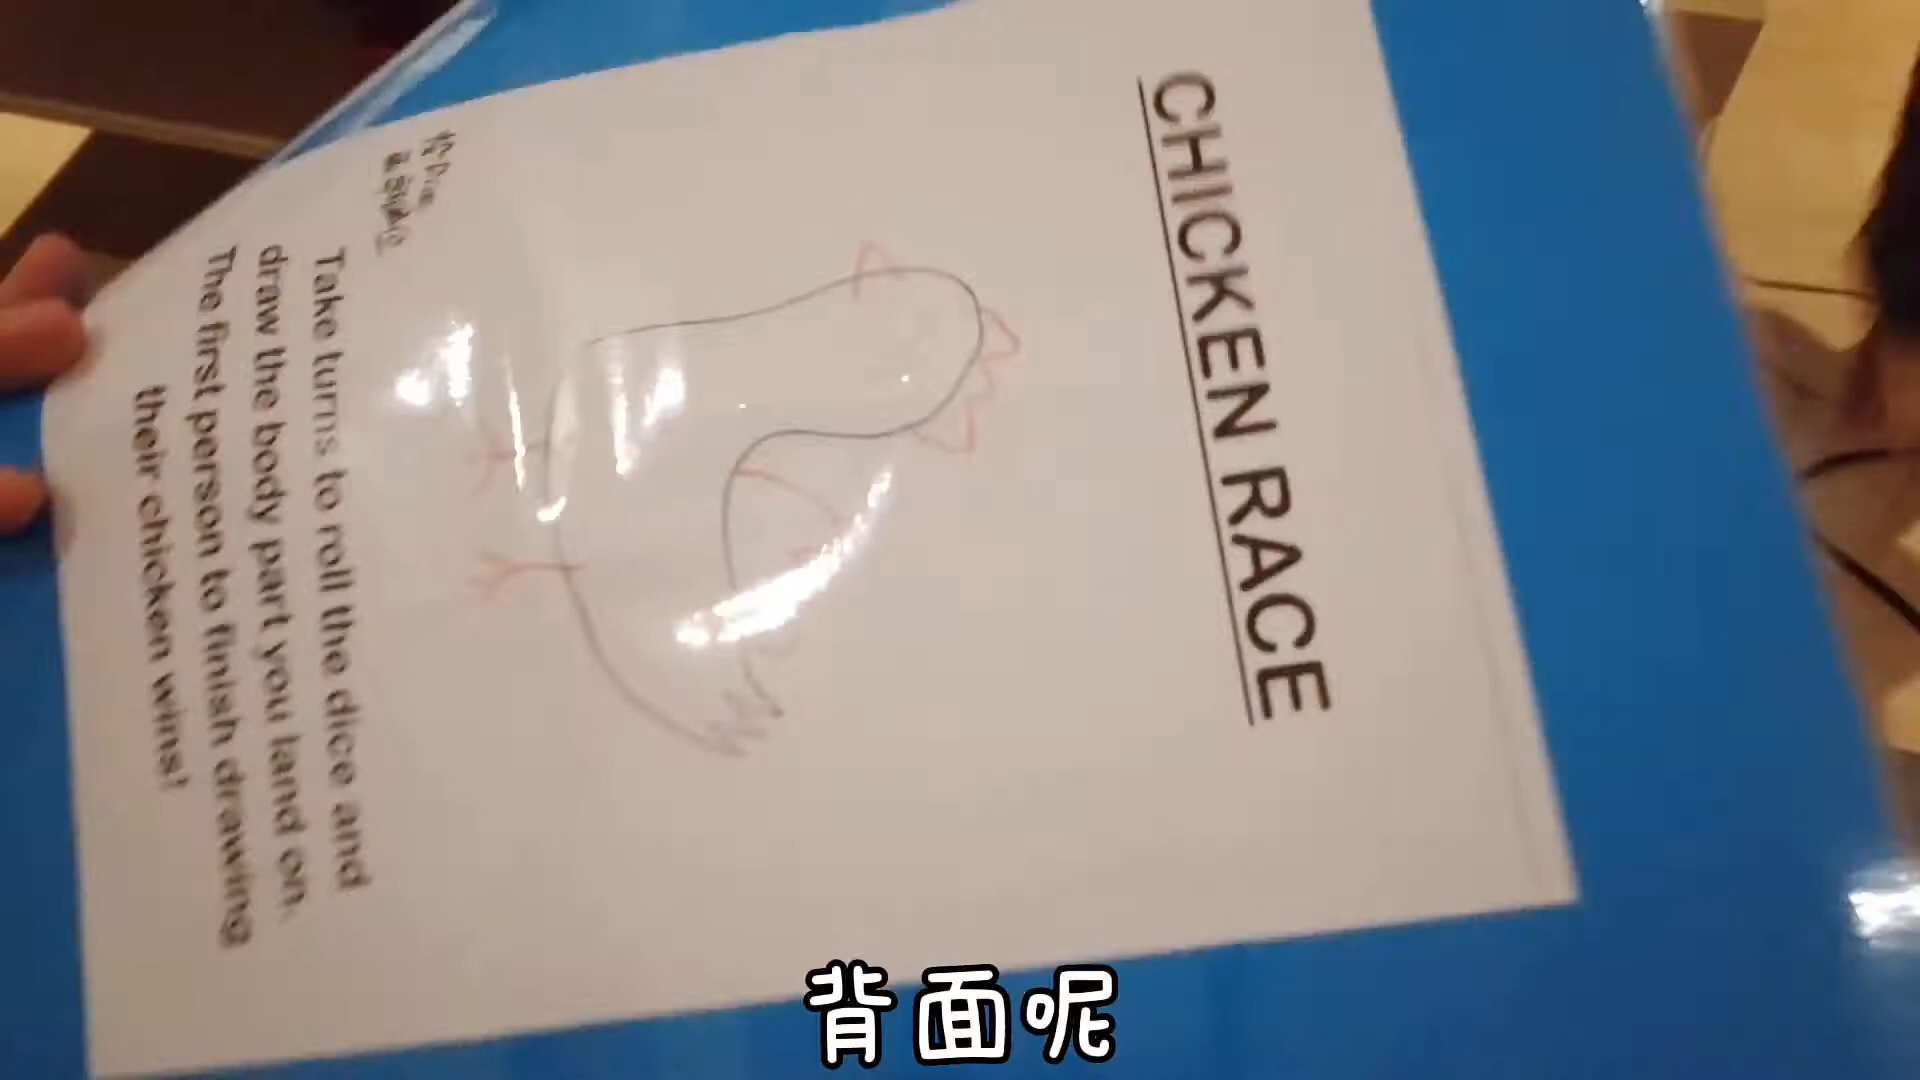 CHICKEN RACE
Take turns to roll the dice and
draw the body part you land on.
The first person to finish drawing
their chicken wins!
背面呢